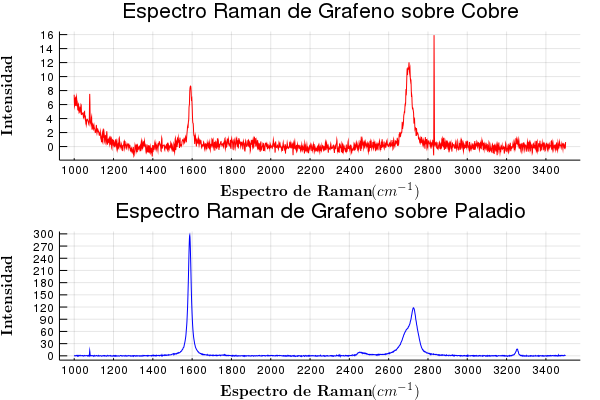 Espectro Raman de Grafeno sobre Cobre
Intensidad
16
14
12
10
8
6
4
2
0
1000 1200 1400 1600 1800 2000 2200 2400 2600 2800 3000 3200 3400
Espectro de Raman(cm⁻¹)
Espectro Raman de Grafeno sobre Paladio
Intensidad
300
270
240
210
180
150
120
90
60
30
0
1000 1200 1400 1600 1800 2000 2200 2400 2600 2800 3000 3200 3400
Espectro de Raman(cm⁻¹)